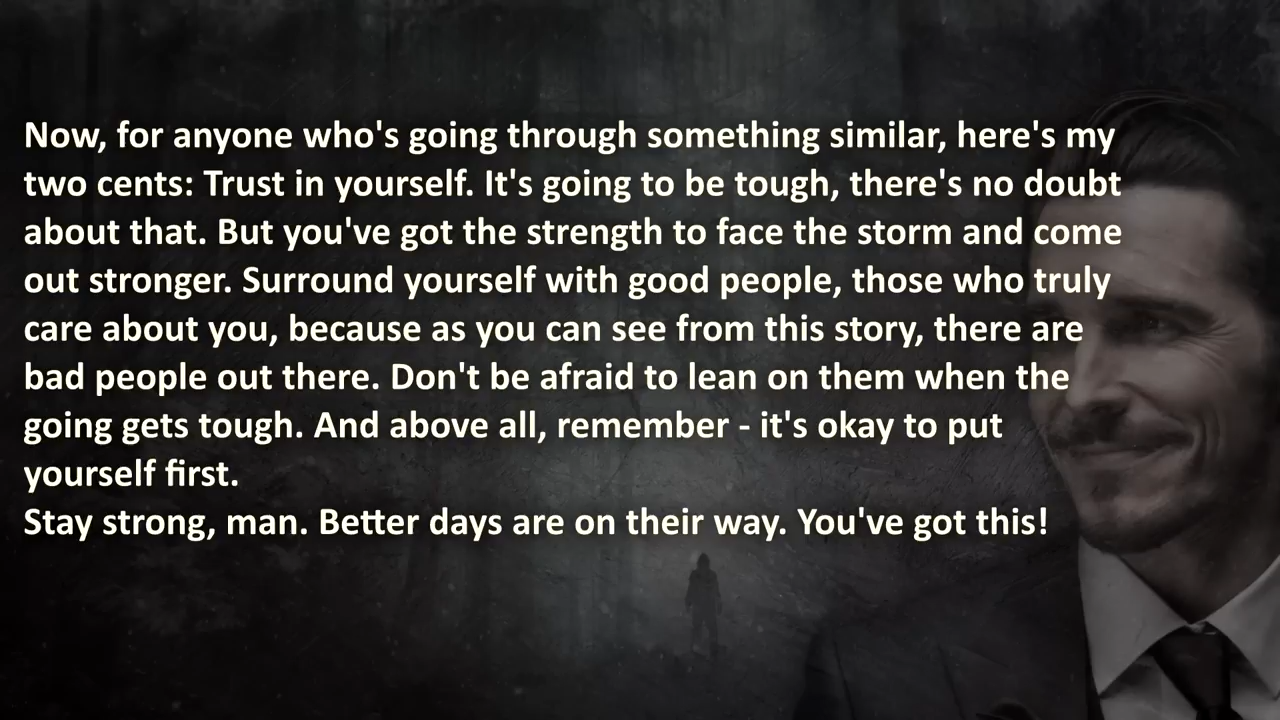 Now, for anyone who's going through something similar, here's my
two cents: Trust in yourself. It's going to be tough, there's no doubt
about that. But you've got the strength to face the storm and come
out stronger. Surround yourself with good people, those who truly
care about you, because as you can see from this story, there are
bad people out there. Don't be afraid to lean on them when the
going gets tough. And above all, remember - it's okay to put
yourself first.
Stay strong, man. Better days are on their way. You've got this!